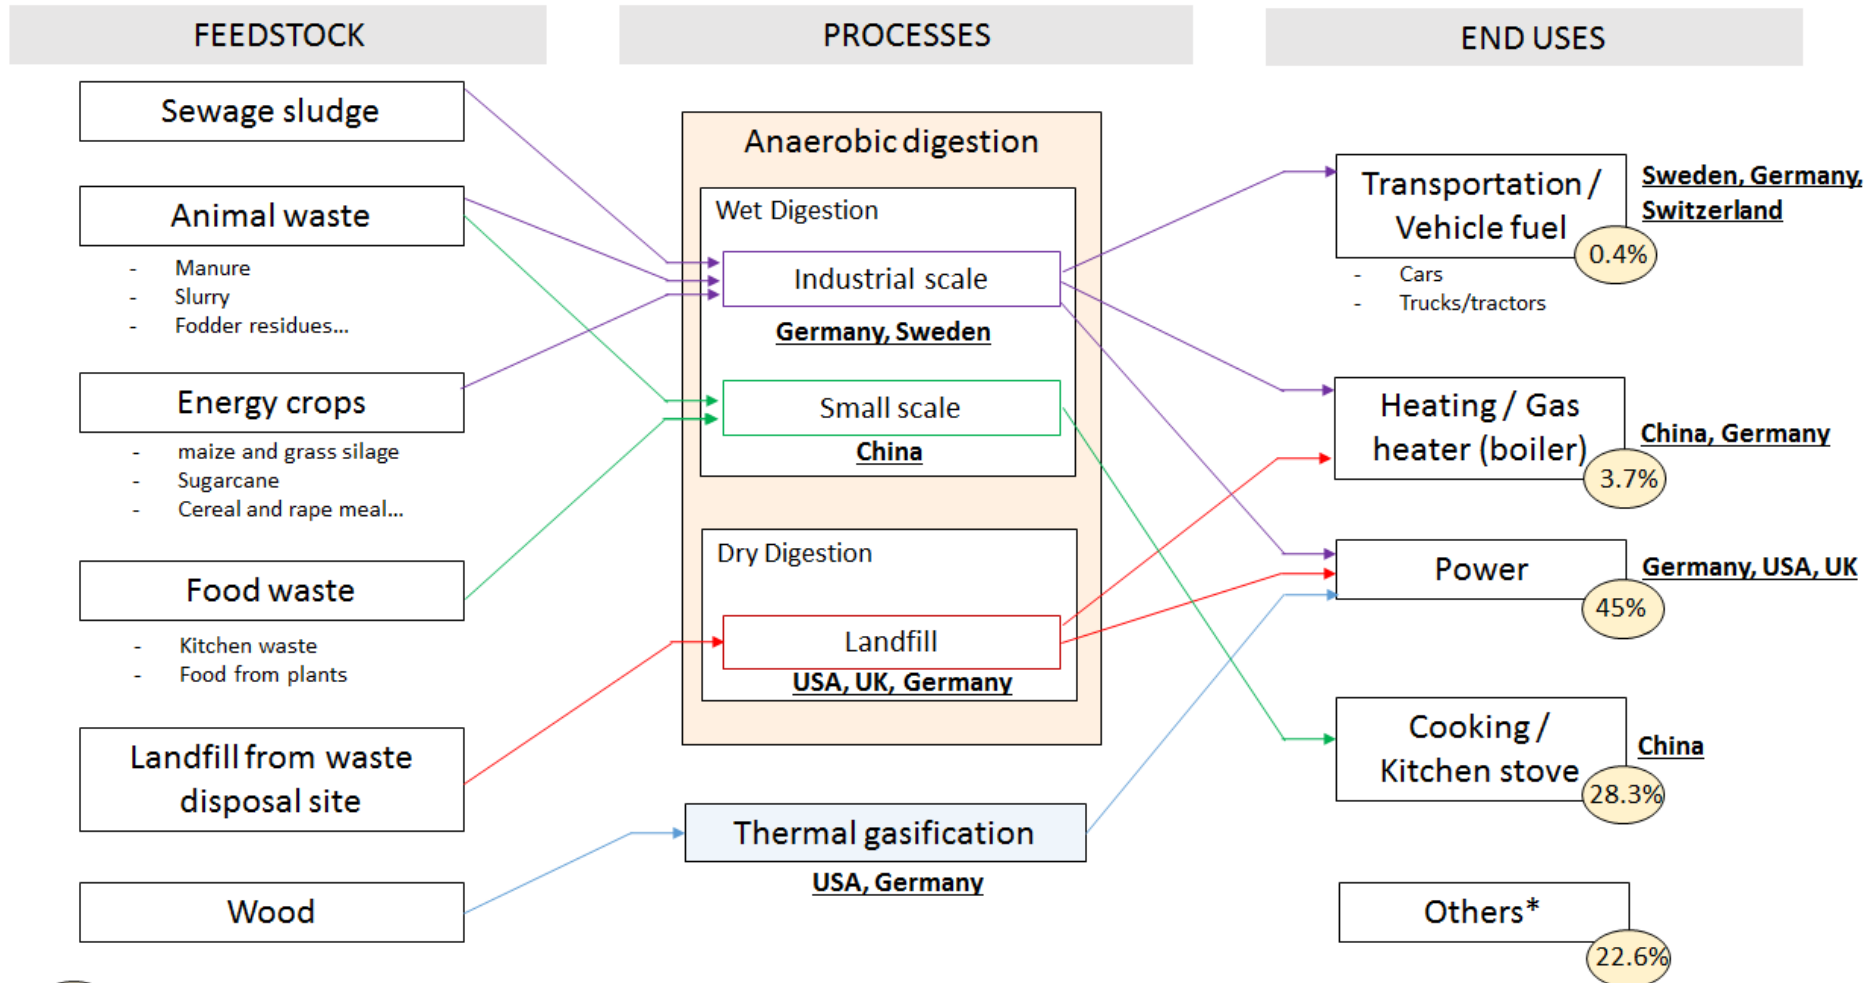 FEEDSTOCK
PROCESSES
END USES
Sewage sludge
Animal waste
- Manure
- Slurry
- Fodder residues...
Energy crops
- maize and grass silage
- Sugarcane
- Cereal and rape meal...
Food waste
- Kitchen waste
- Food from plants
Landfill from waste
disposal site
Wood
Anaerobic digestion
Wet Digestion
Industrial scale
Germany, Sweden
Small scale
China
Dry Digestion
Landfill
USA, UK, Germany
Thermal gasification
USA, Germany
Transportation /
Vehicle fuel
0.4%
Sweden, Germany,
Switzerland
- Cars
- Trucks/tractors
Heating / Gas
heater (boiler)
3.7%
China, Germany
Power
45%
Germany, USA, UK
Cooking /
Kitchen stove
28.3%
China
Others*
22.6%